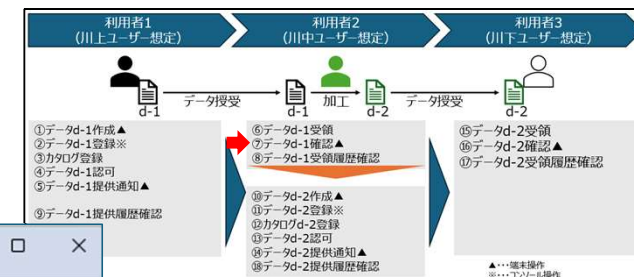 利用者1
(川上ユーザー想定)
利用者2
(川中ユーザー想定)
利用者3
(川下ユーザー想定)
d-1
データ授受
d-1
加工
d-2
データ授受
d-2
①データd-1作成▲
②データd-1登録※
③カタログ登録
④データd-1認可
⑤データd-1提供通知▲
⑨データd-1提供履歴確認
⑥データd-1受領
⑦データd-1確認▲
⑧データd-1受領履歴確認
⑩データd-2作成▲
⑪データd-2登録※
⑫カタログd-2登録
⑬データd-2認可
⑭データd-2提供通知▲
⑱データd-2提供履歴確認
⑮データd-2受領
⑯データd-2確認▲
⑰データd-2受領履歴確認
▲・・・端末操作
※・・・コンソール操作